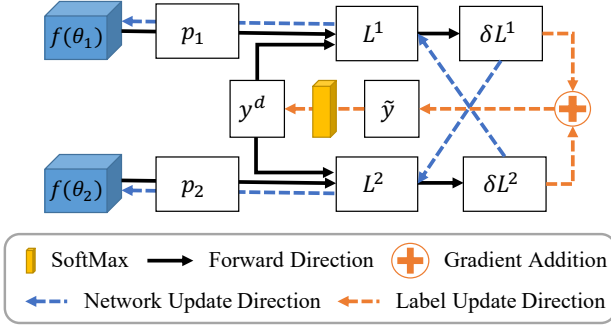 f(θ₁) p₁ L¹ δL¹
yᵈ ỹ
f(θ₂) p₂ L² δL²
SoftMax Forward Direction Gradient Addition
Network Update Direction Label Update Direction